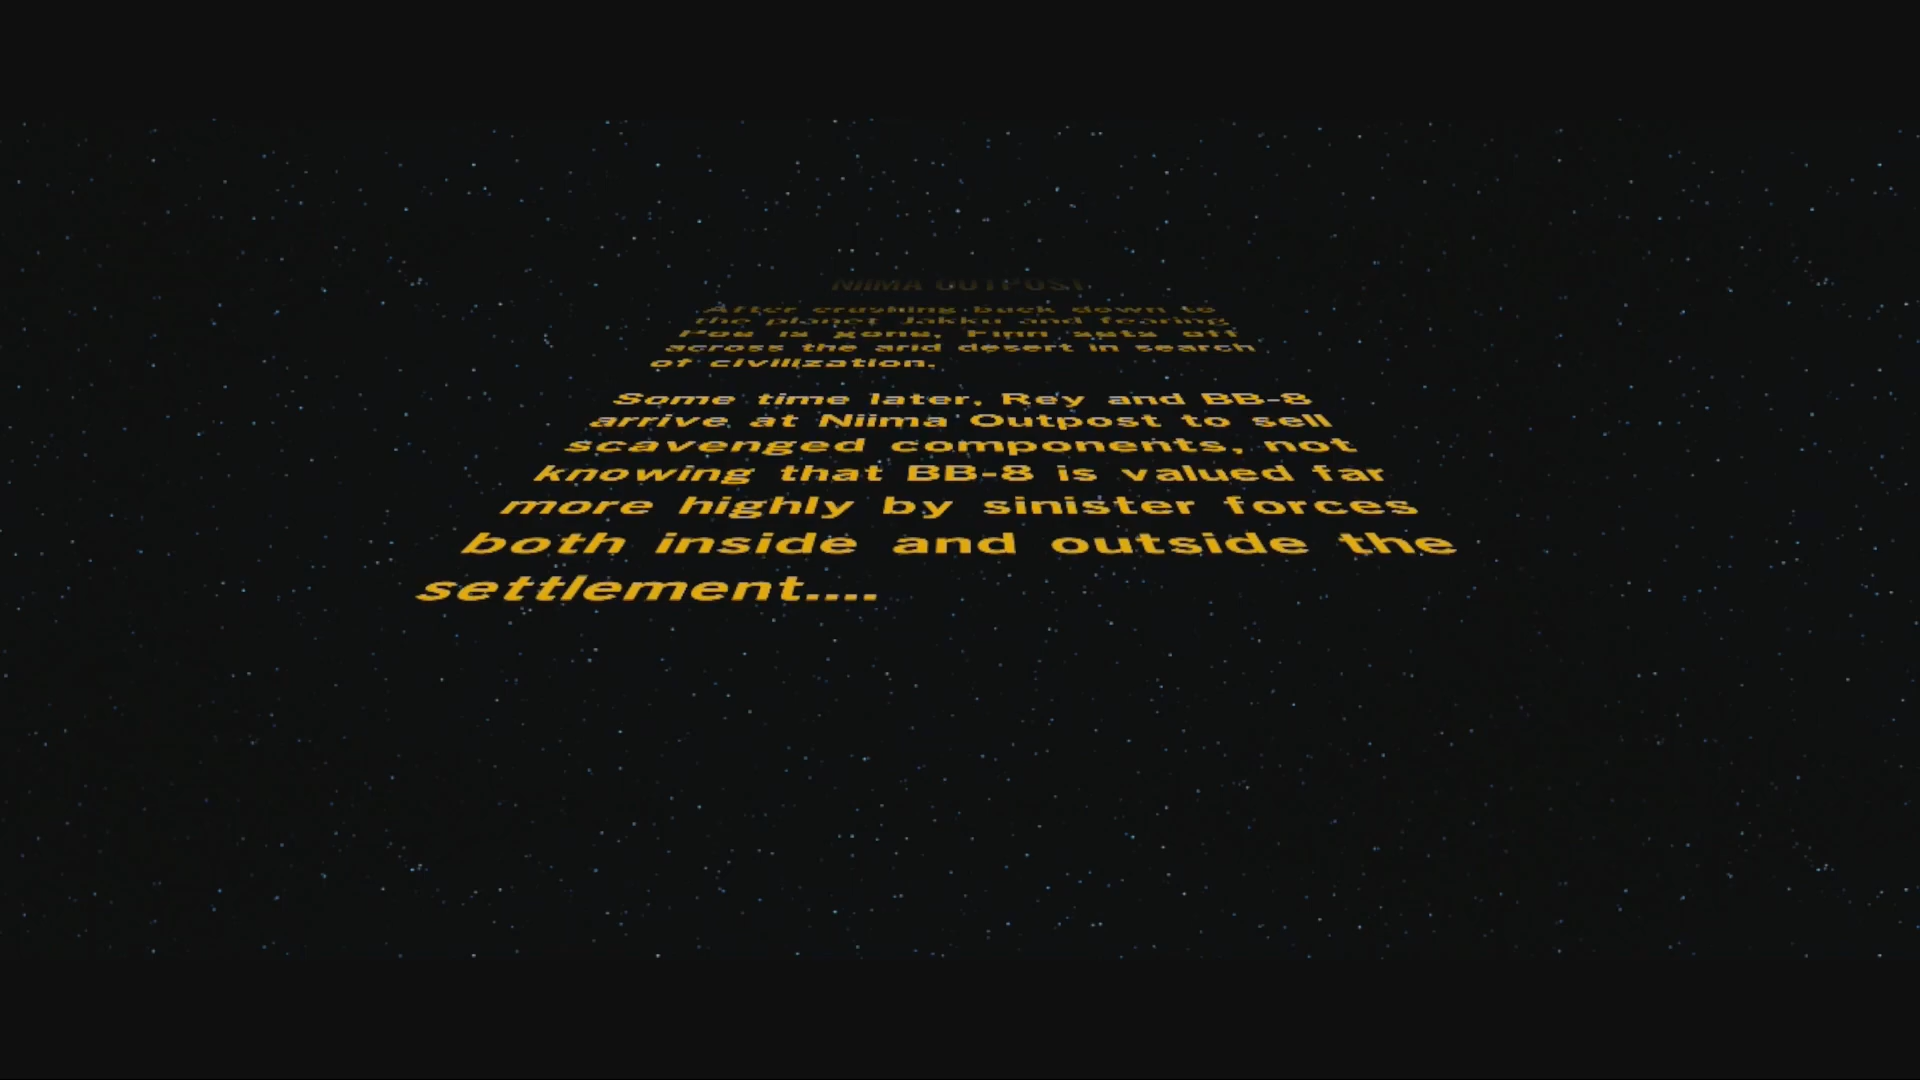 NIIMA OUTPOST
After crashing back down to
the planet Jakku and fearing
Poe is gone, Finn sets off
across the arid desert in search
of civilization.
Some time later, Rey and BB-8
arrive at Niima Outpost to sell
scavenged components, not
knowing that BB-8 is valued far
more highly by sinister forces
both inside and outside the
settlement....